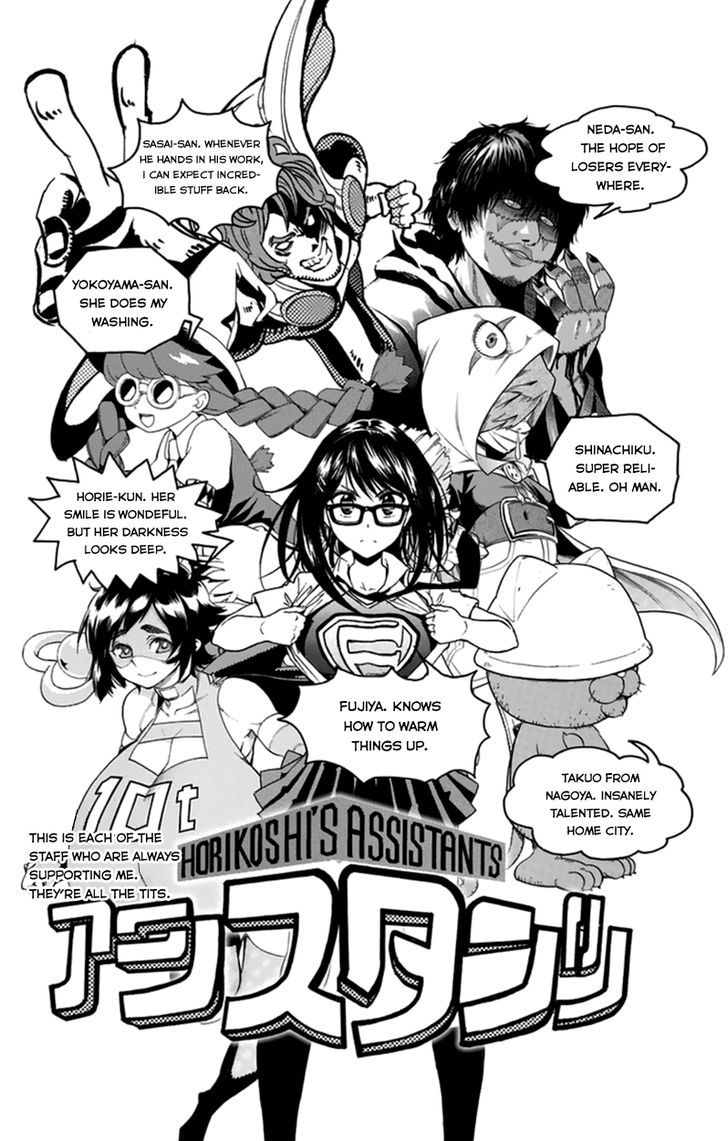 SASAI-SAN. WHENEVER
HE HANDS IN HIS WORK,
I CAN EXPECT INCRED-
IBLE STUFF BACK.
NEDA-SAN.
THE HOPE OF
LOSERS EVERY-
WHERE.
YOKOYAMA-SAN.
SHE DOES MY
WASHING.
SHINACHIKU.
SUPER RELI-
ABLE. OH MAN.
HORIE-KUN. HER
SMILE IS WONDEFUL.
BUT HER DARKNESS
LOOKS DEEP.
FUJIYA. KNOWS
HOW TO WARM
THINGS UP.
TAKUO FROM
NAGOYA. INSANELY
TALENTED. SAME
HOME CITY.
10t
THIS IS EACH OF THE
STAFF WHO ARE ALWAYS
SUPPORTING ME.
THEY'RE ALL THE TITS.
HORIKOSHI'S ASSISTANTS
アシスタンツ